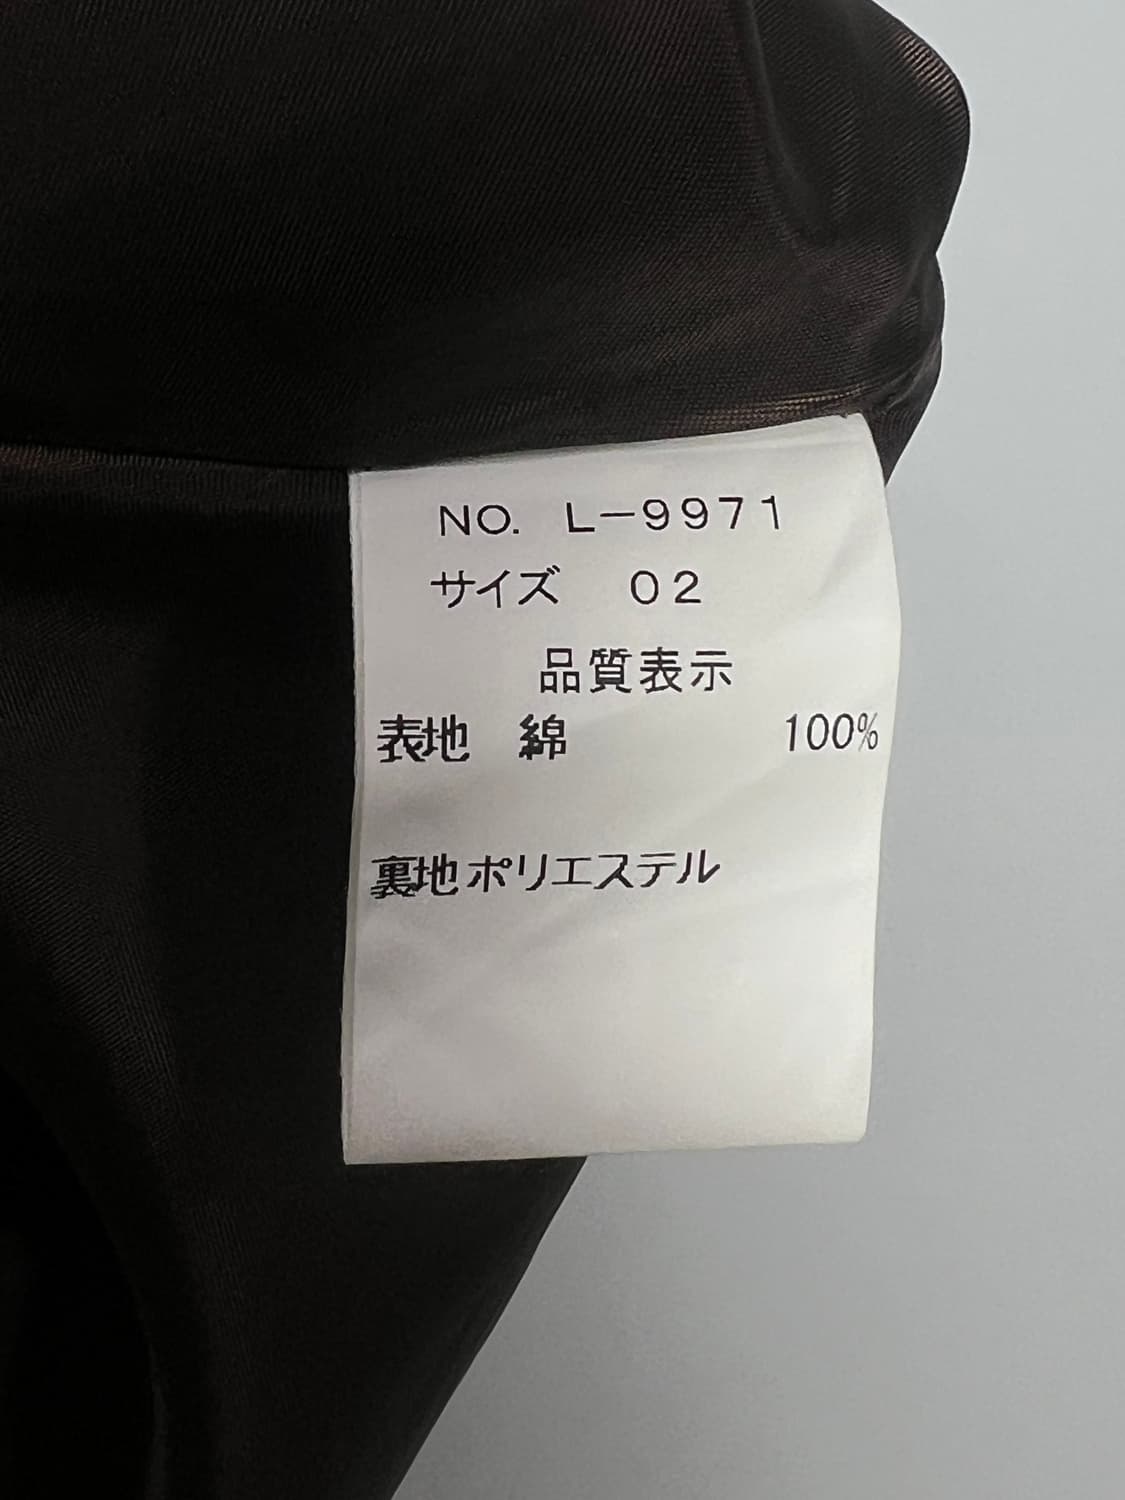 NO. L-9971
サイズ 02
品質表示
表地 綿 100%
裏地ポリエステル